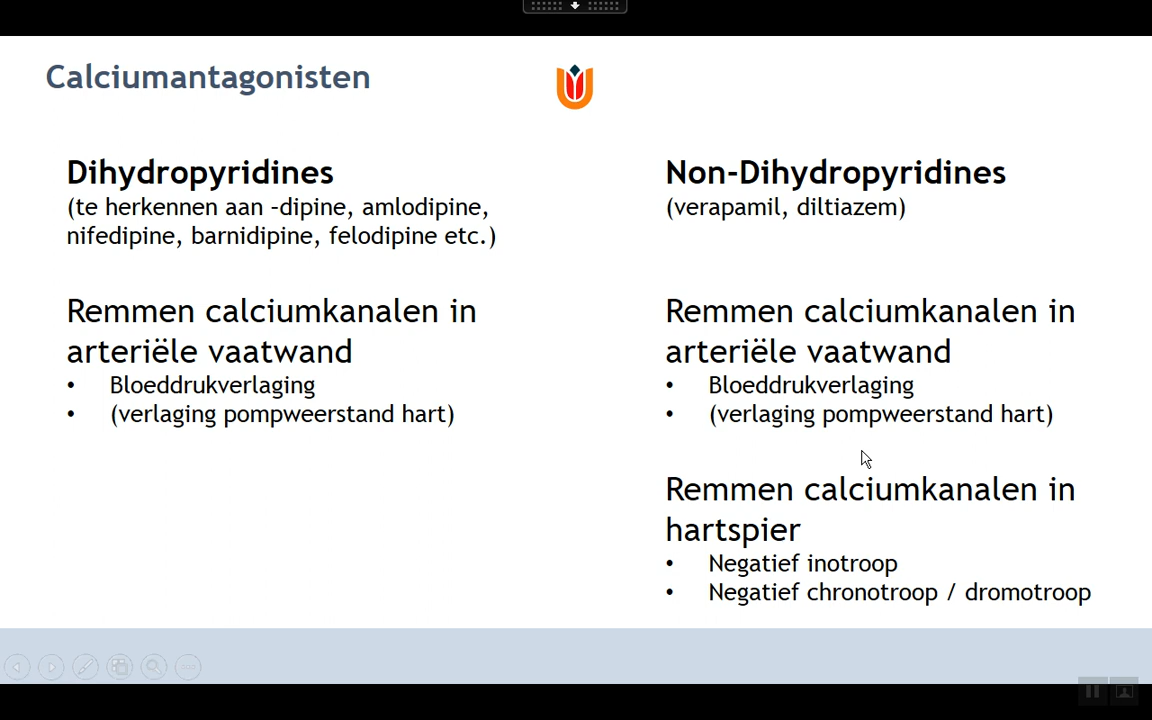 Calciumantagonisten
Dihydropyridines
(te herkennen aan –dipine, amlodipine,
nifedipine, barnidipine, felodipine etc.)
Remmen calciumkanalen in
arteriële vaatwand
• Bloeddrukverlaging
• (verlaging pompweerstand hart)
Non-Dihydropyridines
(verapamil, diltiazem)
Remmen calciumkanalen in
arteriële vaatwand
• Bloeddrukverlaging
• (verlaging pompweerstand hart)
Remmen calciumkanalen in
hartspier
• Negatief inotroop
• Negatief chronotroop / dromotroop